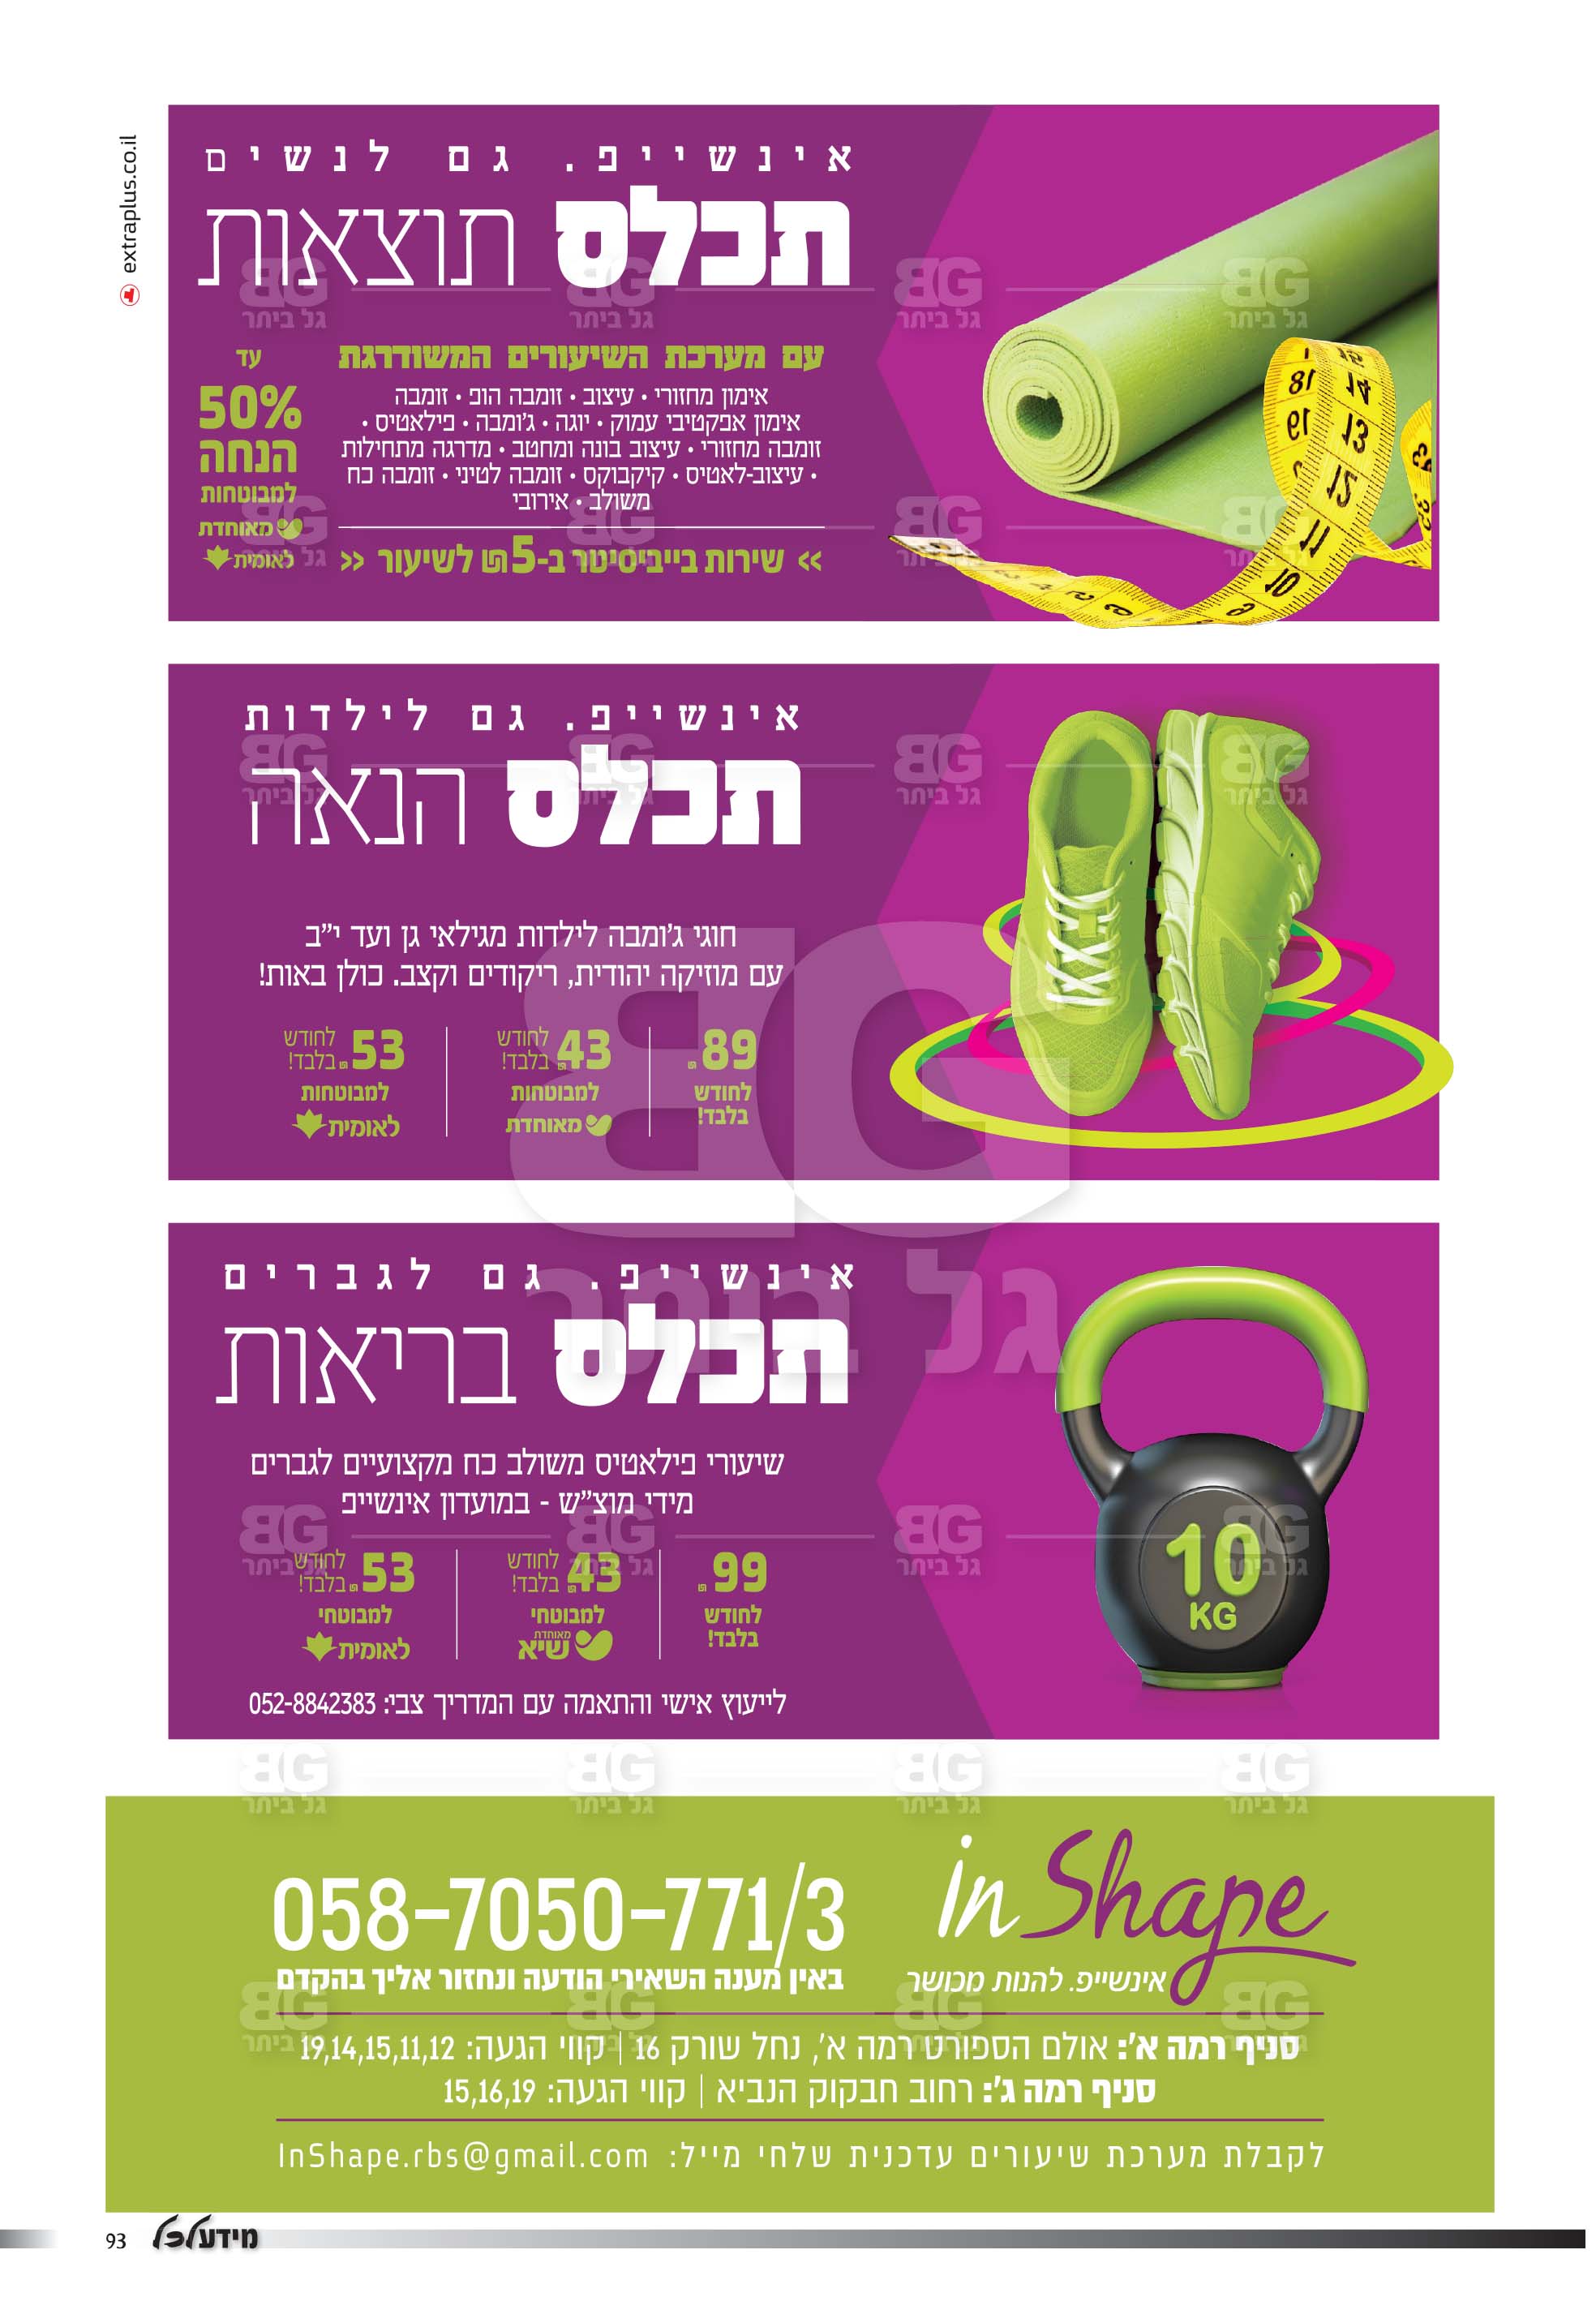 extraplus.co.il
אינשייפ. גם לנשים
תכלס תוצאות
עם מערכת השיעורים המשודרגת
אימון מחזורי • עיצוב • זומבה הופ • זומבה
אימון אפקטיבי עמוק • יוגה • ג'ומבה • פילאטיס •
זומבה מחזורי • עיצוב בונה ומחטב • מדרגה מתחילות
• עיצוב-לאטיס • קיקבוקס • זומבה לטיני • זומבה כח
משולב • אירובי
« שירות בייביסיטר ב-5₪ לשיעור »
עד
50%
הנחה
למבוטחות
מאוחדת
לאומית
אינשייפ. גם לילדות
תכלס הנאה
חוגי ג'ומבה לילדות מגילאי גן ועד י"ב
עם מוזיקה יהודית, ריקודים וקצב. כולן באות!
89 ₪
לחודש
בלבד!
43 ₪ לחודש
בלבד!
למבוטחות
מאוחדת
53 ₪ לחודש
בלבד!
למבוטחות
לאומית
אינשייפ. גם לגברים
תכלס בריאות
שיעורי פילאטיס משולב כח מקצועיים לגברים
מידי מוצ"ש - במועדון אינשייפ
99 ₪
לחודש
בלבד!
43 ₪ לחודש
בלבד!
למבוטחי
מאוחדת
שיא
53 ₪ לחודש
בלבד!
למבוטחי
לאומית
לייעוץ אישי והתאמה עם המדריך צבי: 052-8842383
10
KG
inShape
אינשייפ. להנות מכושר
058-7050-771/3
באין מענה השאירי הודעה ונחזור אליך בהקדם
סניף רמה א': אולם הספורט רמה א', נחל שורק 16 | קווי הגעה: 19,14,15,11,12
סניף רמה ג': רחוב חבקוק הנביא | קווי הגעה: 15,16,19
לקבלת מערכת שיעורים עדכנית שלחי מייל: InShape.rbs@gmail.com
BG
גל ביתר
93
מידע לכל